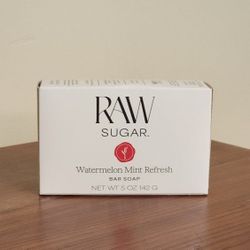 RAW
SUGAR.
Watermelon Mint Refresh
BAR SOAP
NET WT 5 OZ 142 G